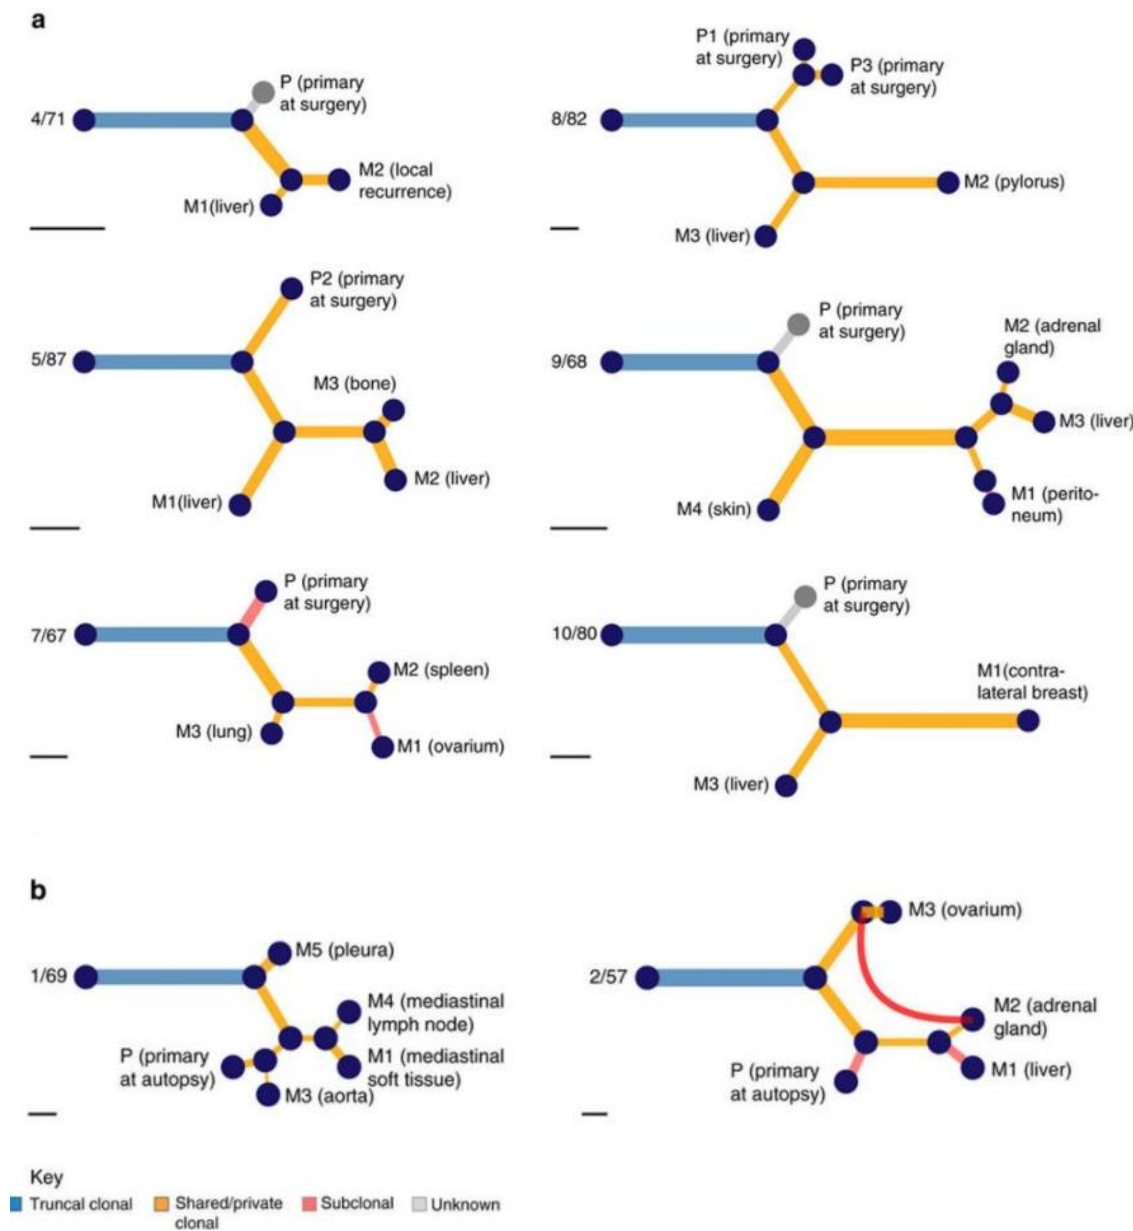 a
4/71
P (primary
at surgery)
M2 (local
recurrence)
M1(liver)
8/82
P1 (primary
at surgery)
P3 (primary
at surgery)
M2 (pylorus)
M3 (liver)
5/87
P2 (primary
at surgery)
M3 (bone)
M2 (liver)
M1(liver)
9/68
P (primary
at surgery)
M2 (adrenal
gland)
M3 (liver)
M4 (skin)
M1 (perito-
neum)
7/67
P (primary
at surgery)
M2 (spleen)
M3 (lung)
M1 (ovarium)
10/80
P (primary
at surgery)
M1(contra-
lateral breast)
M3 (liver)
b
1/69
M5 (pleura)
M4 (mediastinal
lymph node)
P (primary
at autopsy)
M1 (mediastinal
soft tissue)
M3 (aorta)
2/57
M3 (ovarium)
M2 (adrenal
gland)
P (primary
at autopsy)
M1 (liver)
Key
Truncal clonal
Shared/private
clonal
Subclonal
Unknown